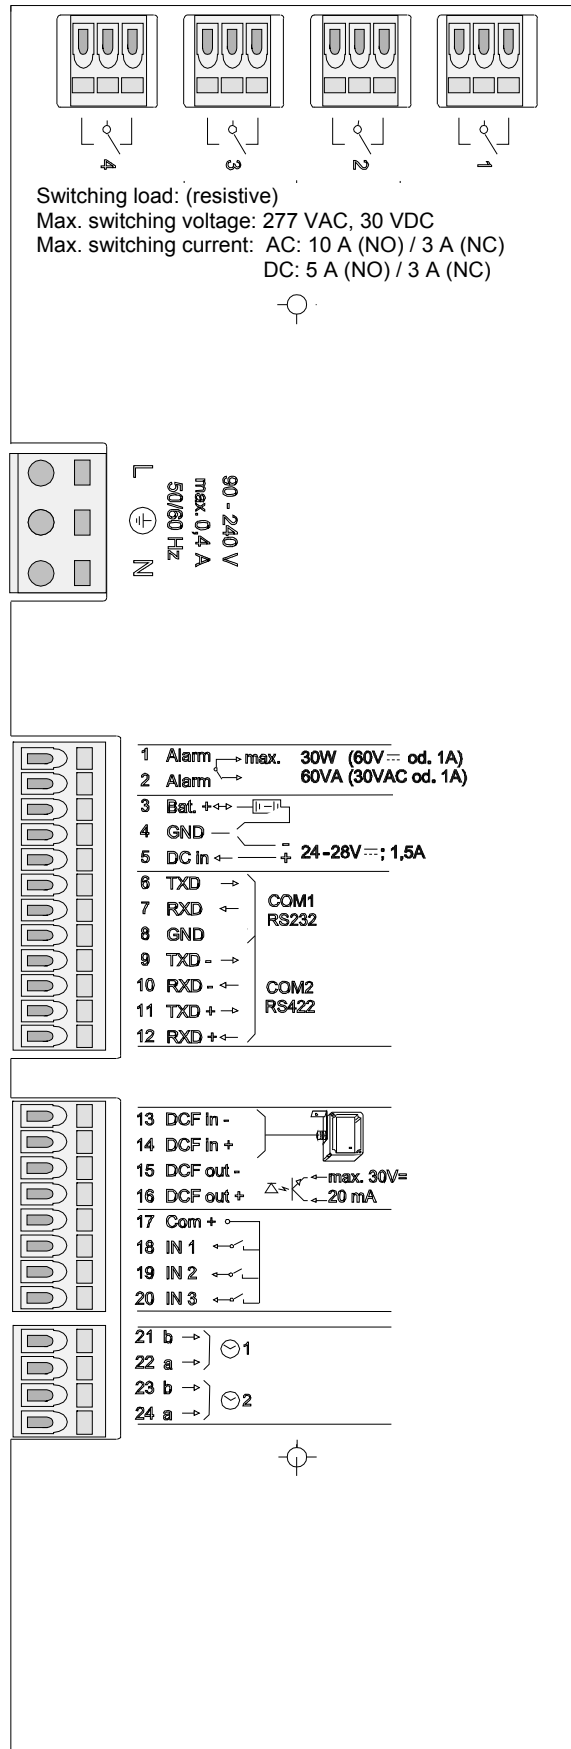 4 3 2 1
Switching load: (resistive)
Max. switching voltage: 277 VAC, 30 VDC
Max. switching current: AC: 10 A (NO) / 3 A (NC)
DC: 5 A (NO) / 3 A (NC)
L N
90 - 240 V
max. 0,4 A
50/60 Hz
1 Alarm max. 30W (60V⎓ od. 1A)
2 Alarm 60VA (30VAC od. 1A)
3 Bat. +
4 GND -
5 DC in + 24-28V⎓; 1,5A
6 TXD
7 RXD COM1
8 GND RS232
9 TXD -
10 RXD - COM2
11 TXD + RS422
12 RXD +
13 DCF in -
14 DCF in +
15 DCF out - max. 30V=
16 DCF out + 20 mA
17 Com +
18 IN 1
19 IN 2
20 IN 3
21 b 1
22 a
23 b 2
24 a